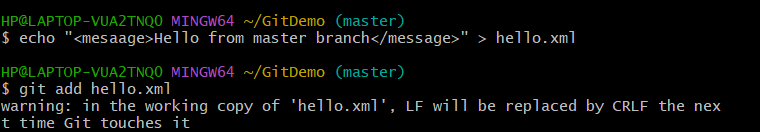 HP@LAPTOP-VUA2TNQO MINGW64 ~/GitDemo (master)
$ echo "<mesaage>Hello from master branch</message>" > hello.xml
HP@LAPTOP-VUA2TNQO MINGW64 ~/GitDemo (master)
$ git add hello.xml
warning: in the working copy of 'hello.xml', LF will be replaced by CRLF the nex
t time Git touches it